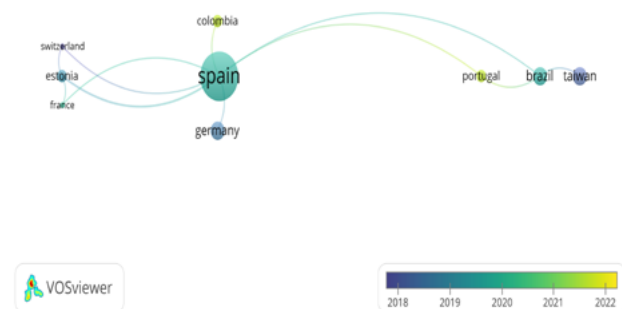 colombia
switzerland
estonia
spain
portugal
brazil
taiwan
france
germany
VOSviewer
2018 2019 2020 2021 2022